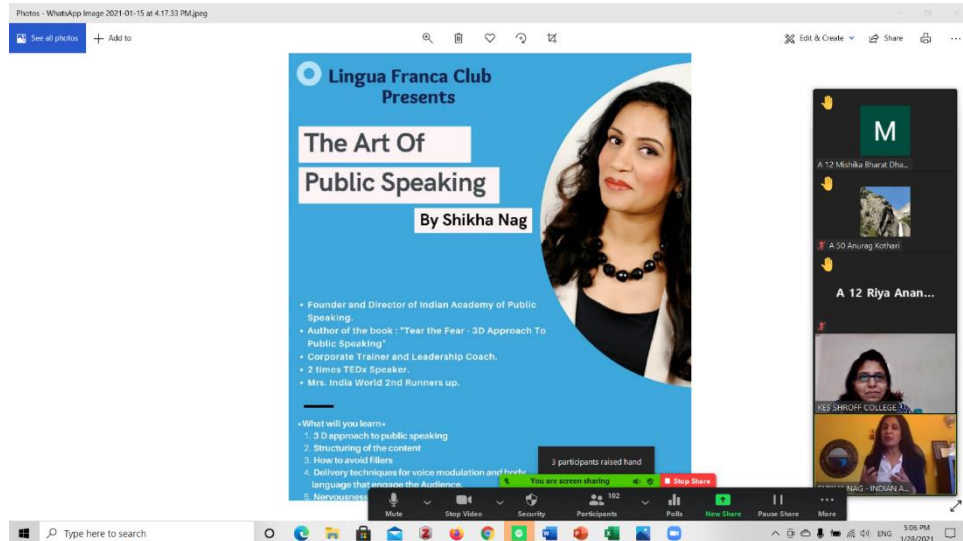 Photos - WhatsApp Image 2021-01-15 at 4.17.33 PM.jpeg
See all photos
Add to
Edit & Create
Share
Lingua Franca Club
Presents
The Art Of
Public Speaking
By Shikha Nag
• Founder and Director of Indian Academy of Public
Speaking.
• Author of the book : "Tear the Fear - 3D Approach To
Public Speaking"
• Corporate Trainer and Leadership Coach.
• 2 times TEDx Speaker.
• Mrs. India World 2nd Runners up.
What will you learn
1. 3 D approach to public speaking
2. Structuring of the content
3. How to avoid fillers
4. Delivery techniques for voice modulation and body
language that engage the Audience.
5. Nervousness
M
A 12 Mishika Bharat Dha...
A 50 Anurag Kothari
A 12 Riya Anan...
KES SHROFF COLLEGE
NAG - INDIAN A...
3 participants raised hand
You are screen sharing
Stop Share
Mute
Stop Video
Security
Participants
102
Polls
New Share
Pause Share
More
Type here to search
ENG
5:06 PM
1/28/2021